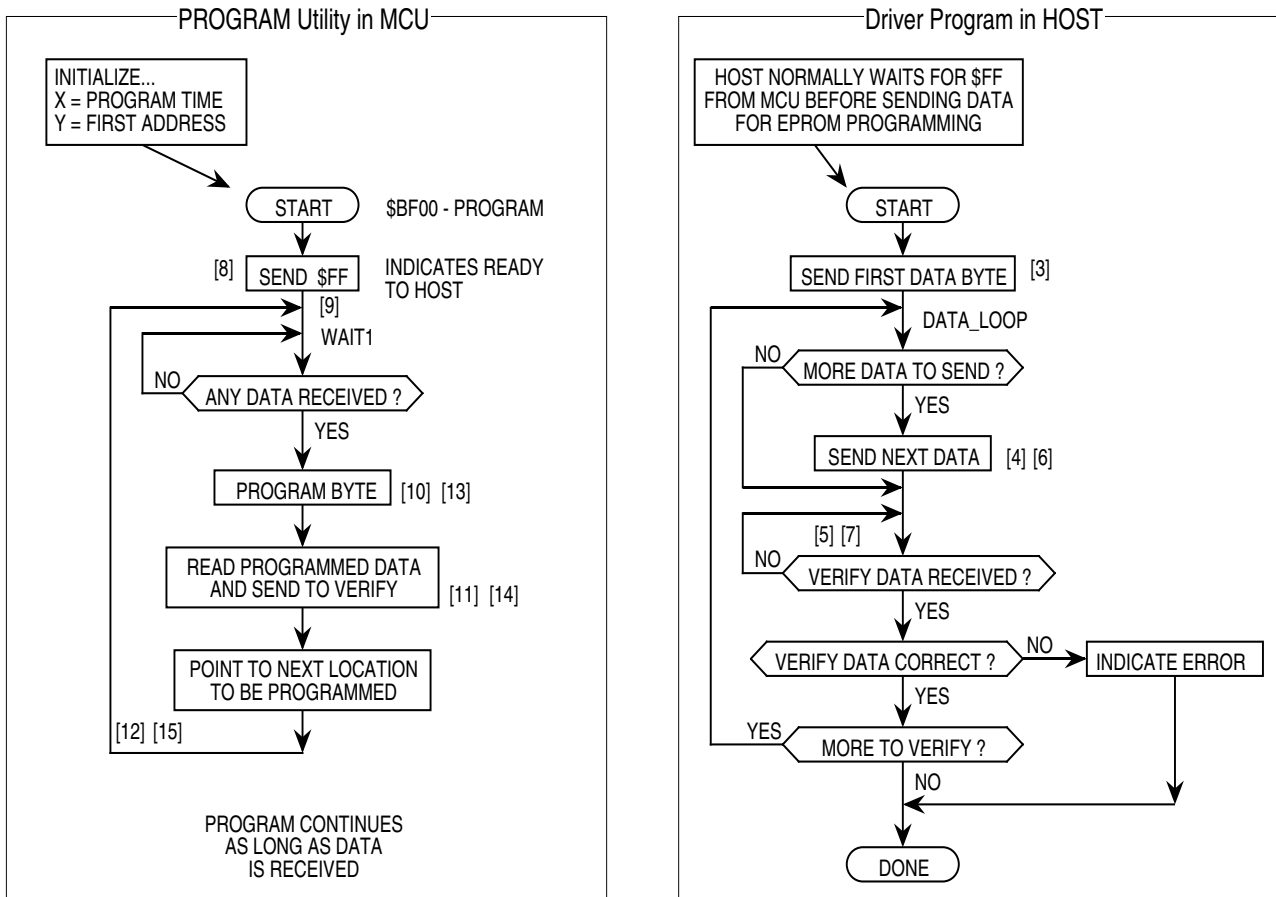 PROGRAM Utility in MCU
INITIALIZE...
X = PROGRAM TIME
Y = FIRST ADDRESS
START
$BF00 - PROGRAM
[8]
SEND $FF
INDICATES READY
TO HOST
[9]
WAIT1
NO
ANY DATA RECEIVED ?
YES
PROGRAM BYTE
[10] [13]
READ PROGRAMMED DATA
AND SEND TO VERIFY
[11] [14]
POINT TO NEXT LOCATION
TO BE PROGRAMMED
[12] [15]
PROGRAM CONTINUES
AS LONG AS DATA
IS RECEIVED
Driver Program in HOST
HOST NORMALLY WAITS FOR $FF
FROM MCU BEFORE SENDING DATA
FOR EPROM PROGRAMMING
START
SEND FIRST DATA BYTE
[3]
DATA_LOOP
NO
MORE DATA TO SEND ?
YES
SEND NEXT DATA
[4] [6]
[5] [7]
NO
VERIFY DATA RECEIVED ?
YES
VERIFY DATA CORRECT ?
NO
INDICATE ERROR
YES
YES
MORE TO VERIFY ?
NO
DONE